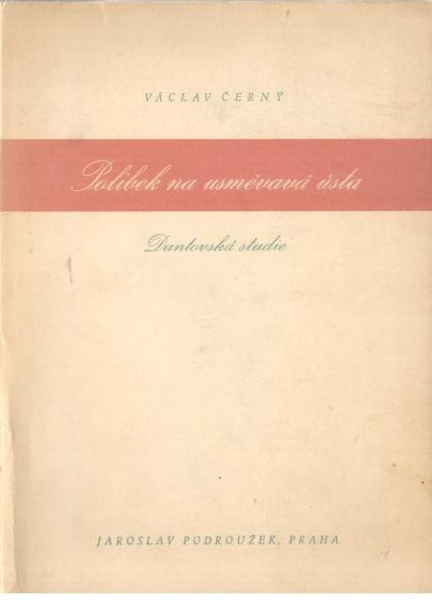 VÁCLAV ČERNÝ
Polibek na usměvavá ústa
Dantovská studie
JAROSLAV PODROUŽEK, PRAHA